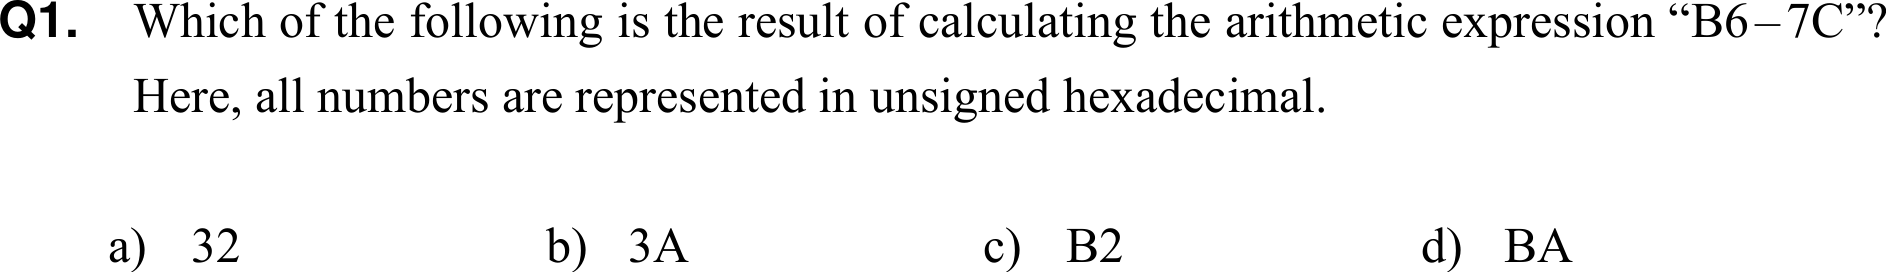 Q1. Which of the following is the result of calculating the arithmetic expression “B6–7C”?
Here, all numbers are represented in unsigned hexadecimal.
a) 32 b) 3A c) B2 d) BA